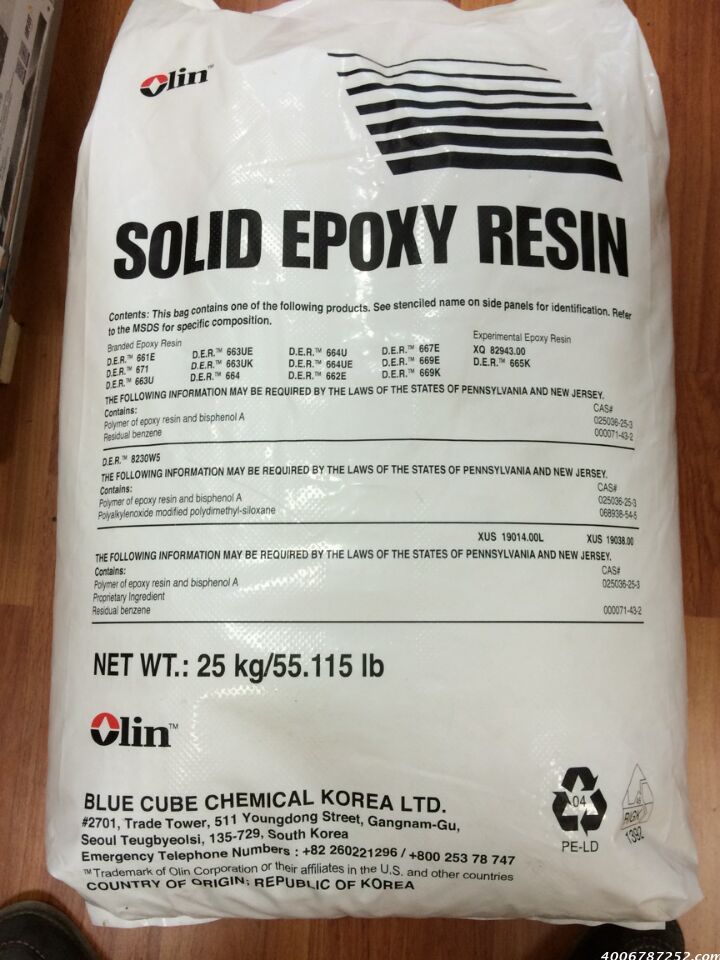 Olin™
SOLID EPOXY RESIN
Contents: This bag contains one of the following products. See stenciled name on side panels for identification. Refer
to the MSDS for specific composition.
Branded Epoxy Resin Experimental Epoxy Resin
D.E.R.™ 661E D.E.R.™ 663UE D.E.R.™ 664U D.E.R.™ 667E XQ 82943.00
D.E.R.™ 671 D.E.R.™ 663UK D.E.R.™ 664UE D.E.R.™ 669E D.E.R.™ 665K
D.E.R.™ 663U D.E.R.™ 664 D.E.R.™ 662E D.E.R.™ 669K
THE FOLLOWING INFORMATION MAY BE REQUIRED BY THE LAWS OF THE STATES OF PENNSYLVANIA AND NEW JERSEY.
Contains: CAS#
Polymer of epoxy resin and bisphenol A 025036-25-3
Residual benzene 000071-43-2
D.E.R.™ 8230W5
THE FOLLOWING INFORMATION MAY BE REQUIRED BY THE LAWS OF THE STATES OF PENNSYLVANIA AND NEW JERSEY.
Contains: CAS#
Polymer of epoxy resin and bisphenol A 025036-25-3
Polyalkylenoxide modified polydimethyl-siloxane 068938-54-5
XUS 19014.00L XUS 19038.00
THE FOLLOWING INFORMATION MAY BE REQUIRED BY THE LAWS OF THE STATES OF PENNSYLVANIA AND NEW JERSEY.
Contains: CAS#
Polymer of epoxy resin and bisphenol A 025036-25-3
Proprietary Ingredient
Residual benzene 000071-43-2
NET WT.: 25 kg/55.115 lb
Olin™
BLUE CUBE CHEMICAL KOREA LTD.
#2701, Trade Tower, 511 Youngdong Street, Gangnam-Gu,
Seoul Teugbyeolsi, 135-729, South Korea
Emergency Telephone Numbers : +82 260221296 / +800 253 78 747
™Trademark of Olin Corporation or their affiliates in the U.S. and other countries
COUNTRY OF ORIGIN: REPUBLIC OF KOREA
04
PE-LD
RIGK
1392
4006787252.com